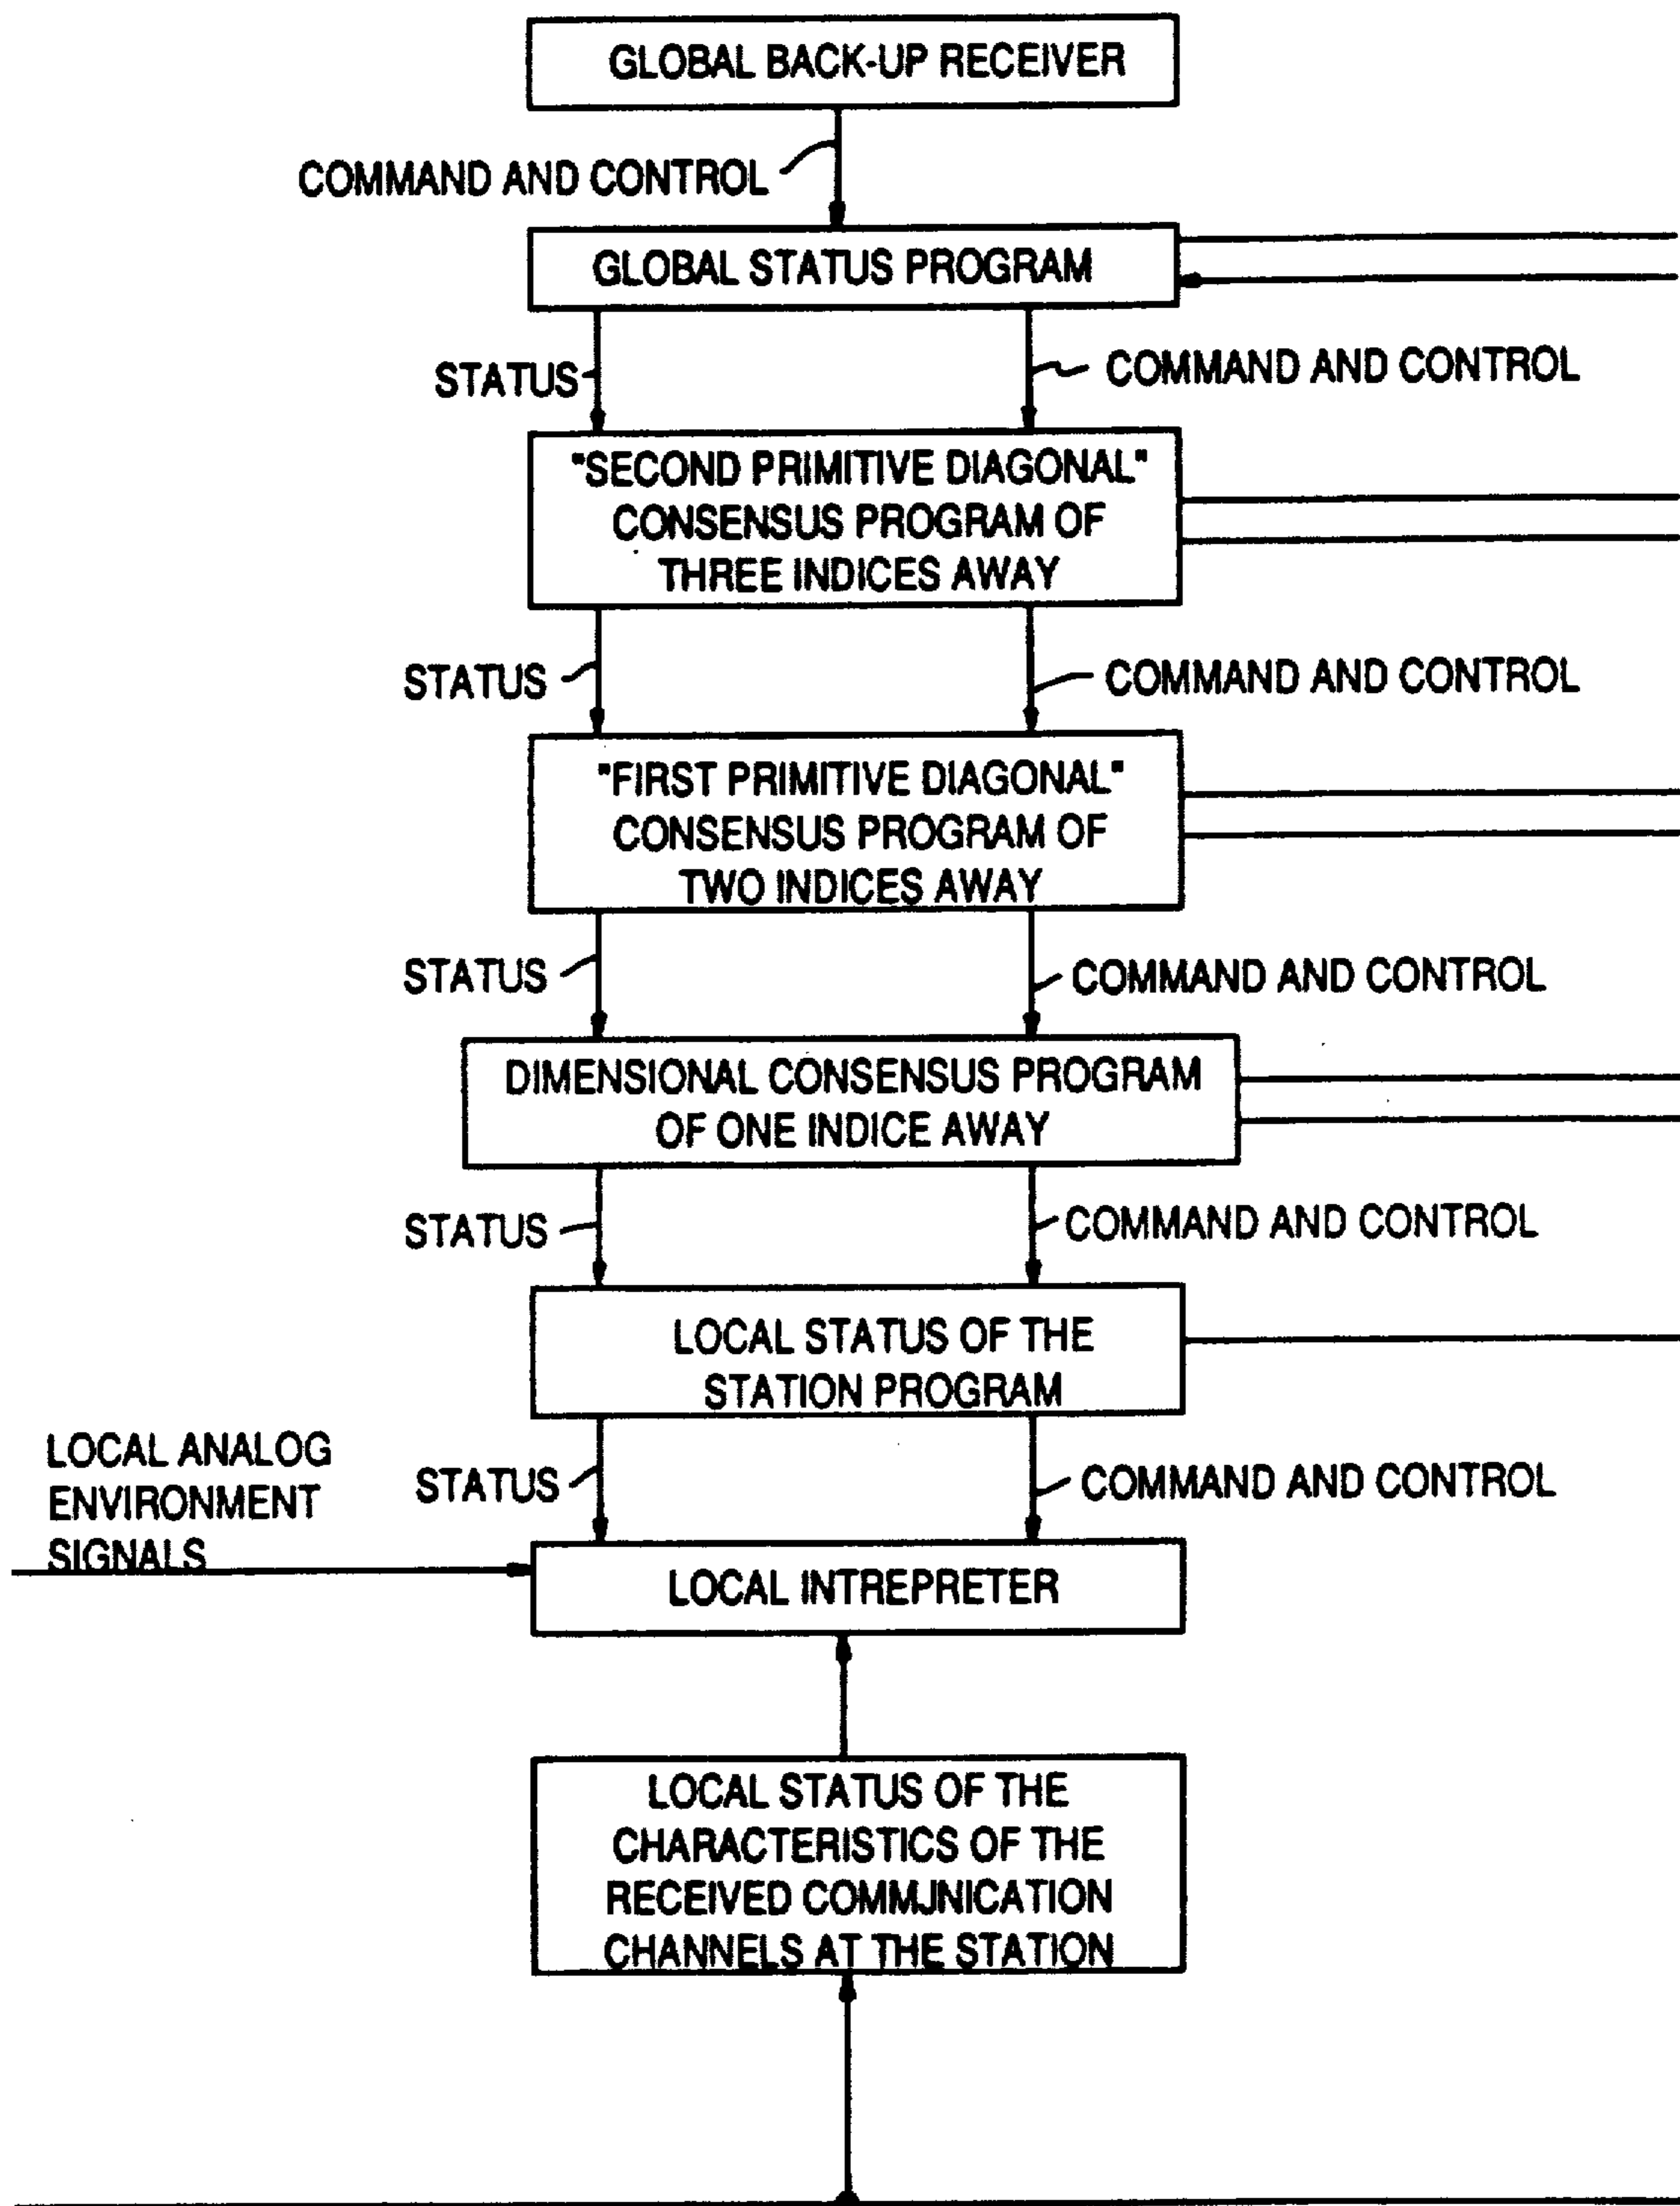 GLOBAL BACK-UP RECEIVER
COMMAND AND CONTROL
GLOBAL STATUS PROGRAM
STATUS
COMMAND AND CONTROL
"SECOND PRIMITIVE DIAGONAL"
CONSENSUS PROGRAM OF
THREE INDICES AWAY
STATUS
COMMAND AND CONTROL
"FIRST PRIMITIVE DIAGONAL"
CONSENSUS PROGRAM OF
TWO INDICES AWAY
STATUS
COMMAND AND CONTROL
DIMENSIONAL CONSENSUS PROGRAM
OF ONE INDICE AWAY
STATUS
COMMAND AND CONTROL
LOCAL STATUS OF THE
STATION PROGRAM
LOCAL ANALOG
ENVIRONMENT
SIGNALS
STATUS
COMMAND AND CONTROL
LOCAL INTREPRETER
LOCAL STATUS OF THE
CHARACTERISTICS OF THE
RECEIVED COMMJNICATION
CHANNELS AT THE STATION